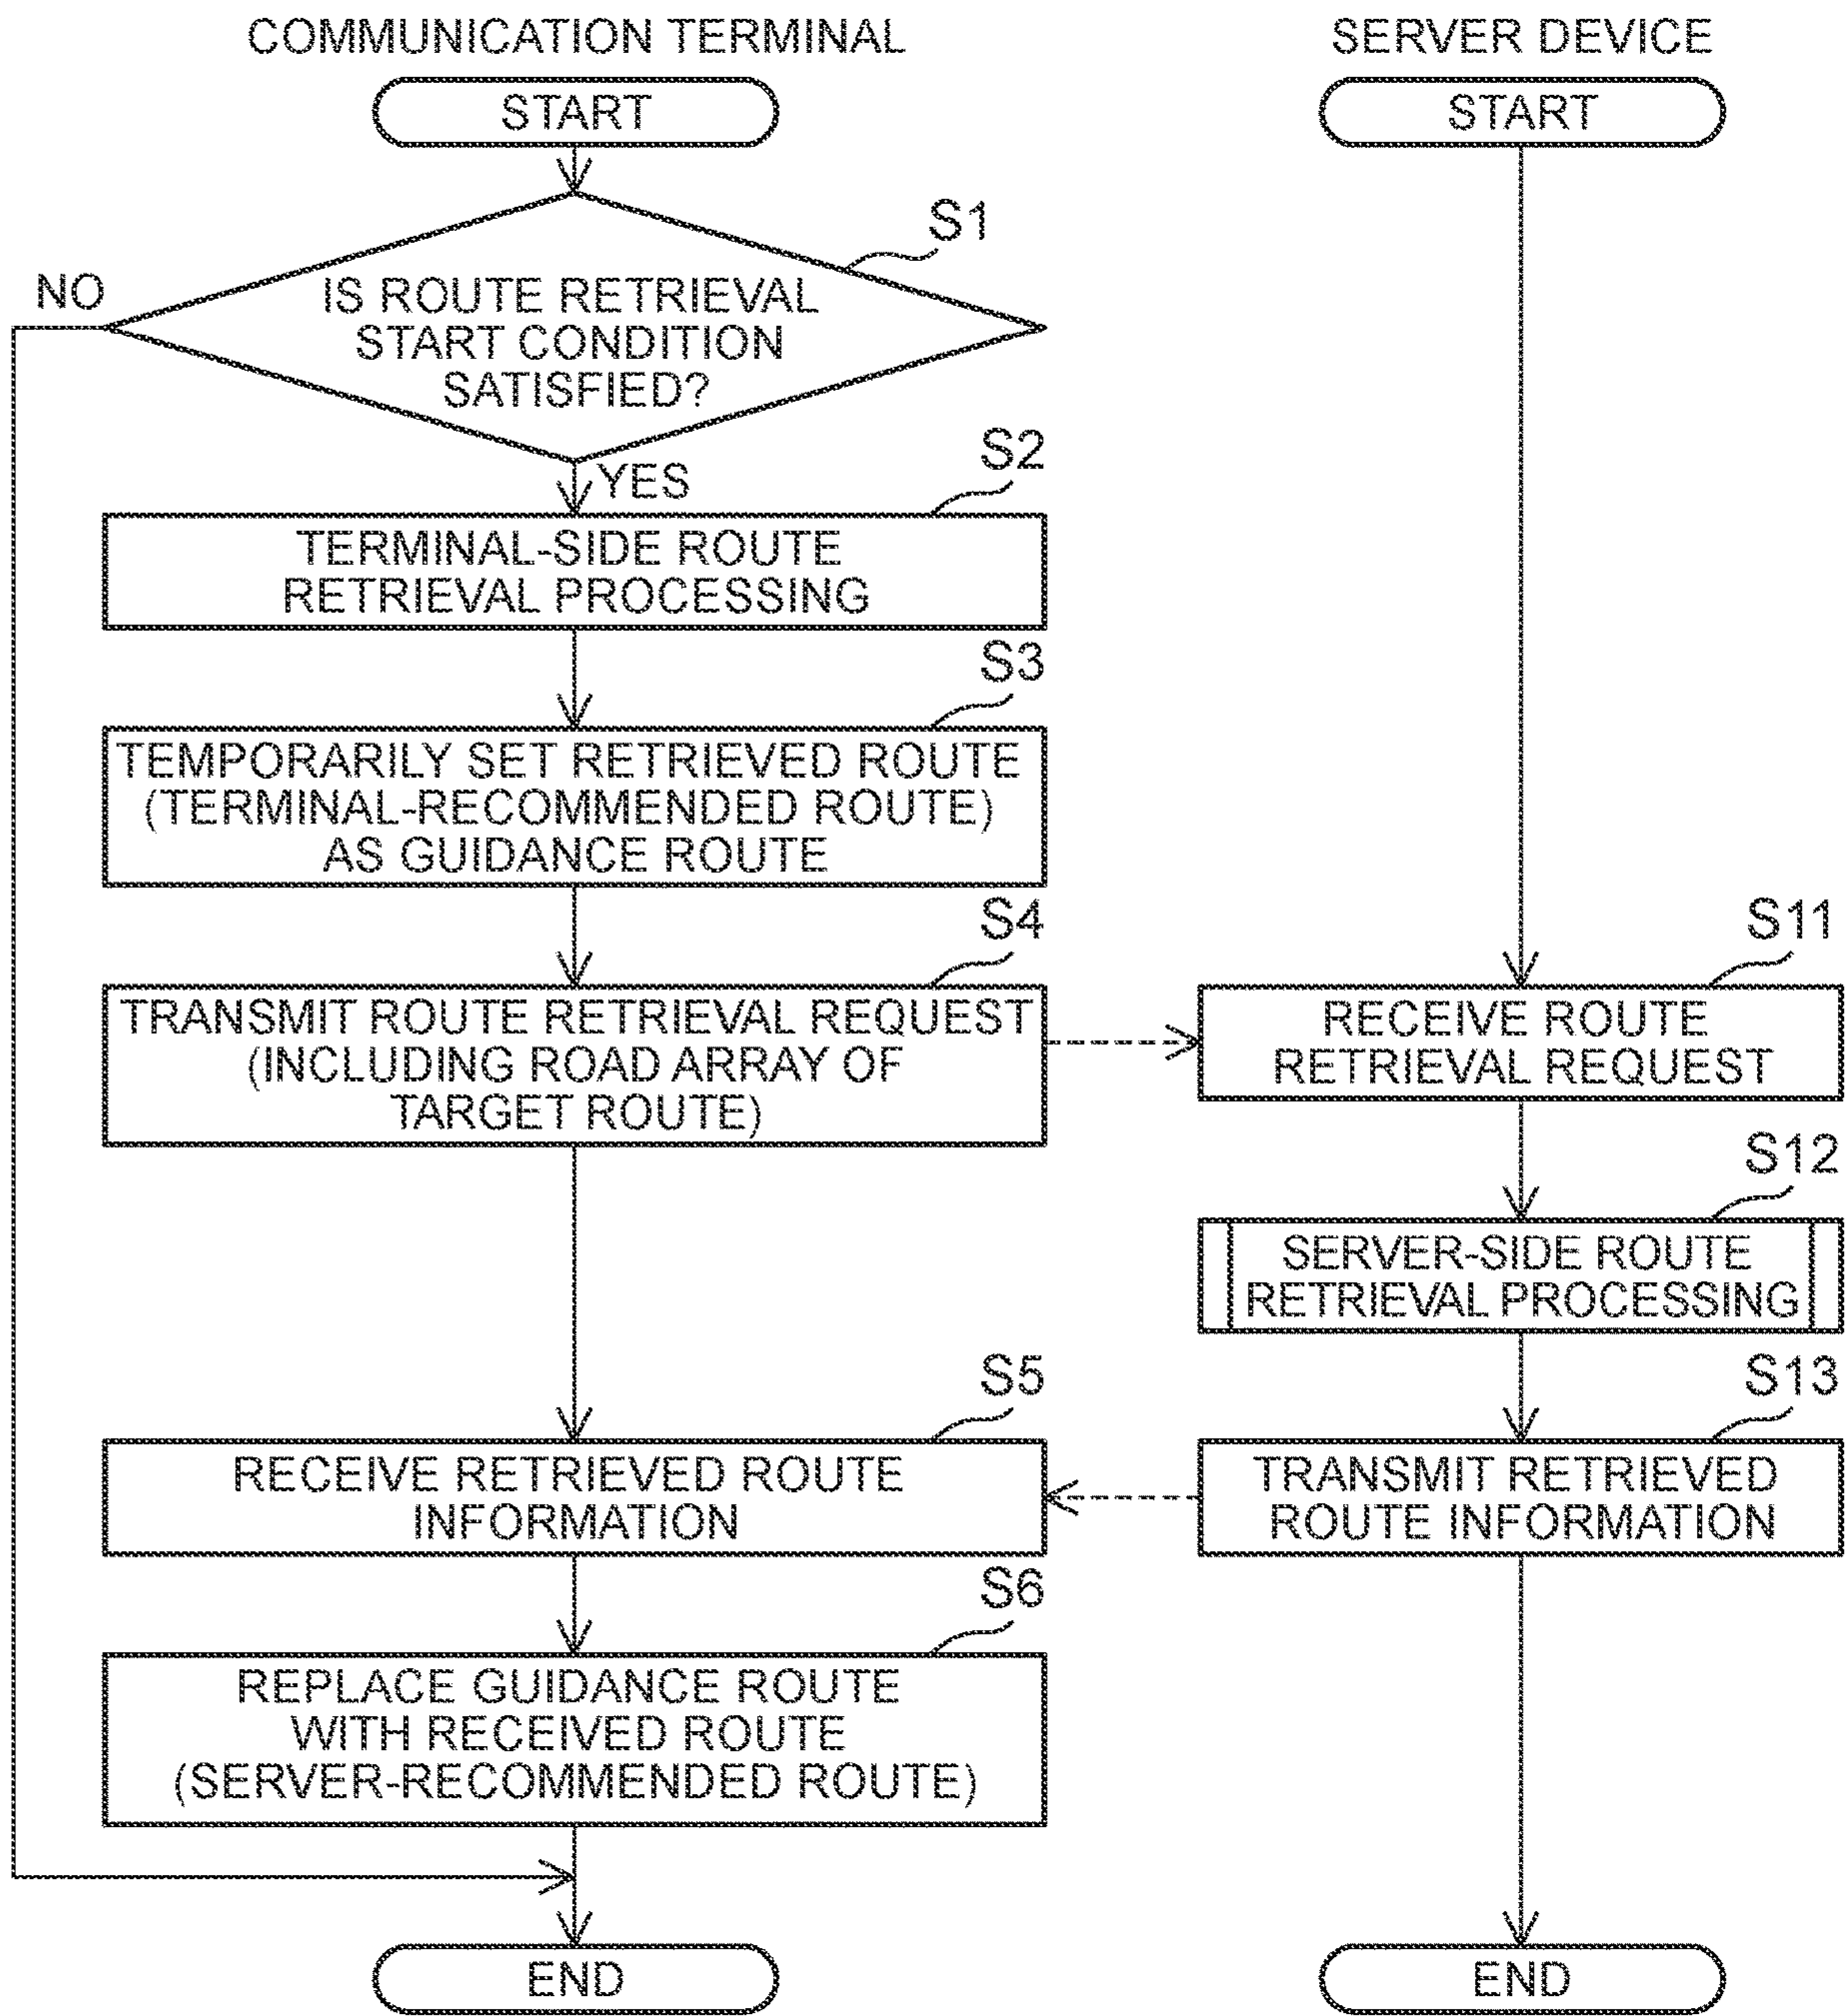 COMMUNICATION TERMINAL
START
S1
IS ROUTE RETRIEVAL
START CONDITION
SATISFIED?
NO
YES
S2
TERMINAL-SIDE ROUTE
RETRIEVAL PROCESSING
S3
TEMPORARILY SET RETRIEVED ROUTE
(TERMINAL-RECOMMENDED ROUTE)
AS GUIDANCE ROUTE
S4
TRANSMIT ROUTE RETRIEVAL REQUEST
(INCLUDING ROAD ARRAY OF
TARGET ROUTE)
S5
RECEIVE RETRIEVED ROUTE
INFORMATION
S6
REPLACE GUIDANCE ROUTE
WITH RECEIVED ROUTE
(SERVER-RECOMMENDED ROUTE)
END
SERVER DEVICE
START
S11
RECEIVE ROUTE
RETRIEVAL REQUEST
S12
SERVER-SIDE ROUTE
RETRIEVAL PROCESSING
S13
TRANSMIT RETRIEVED
ROUTE INFORMATION
END